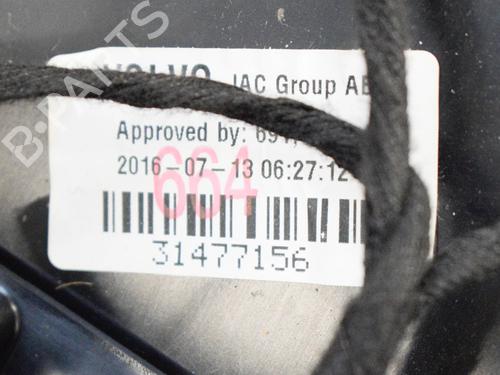 VOLVO IAC Group AB
Approved by:
2016-07-13 06:27:12
664
31477156
B-PARTS